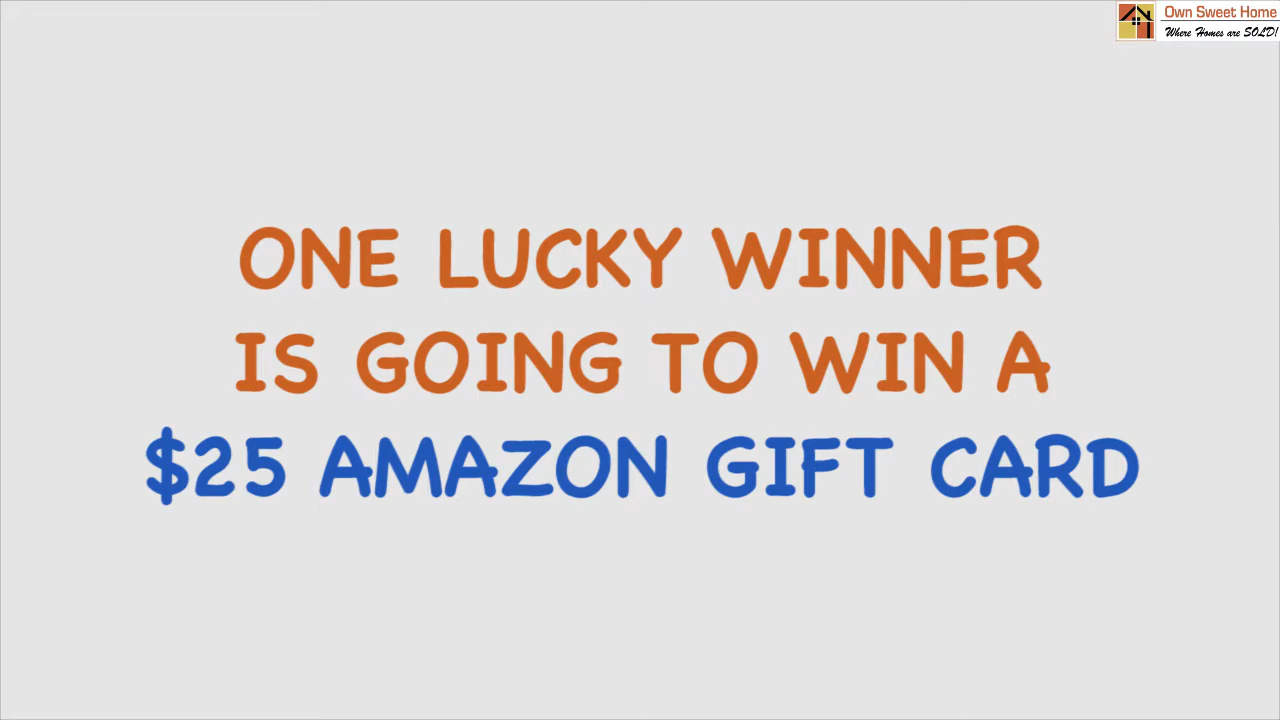 Own Sweet Home
Where Homes are SOLD!
ONE LUCKY WINNER
IS GOING TO WIN A
$25 AMAZON GIFT CARD